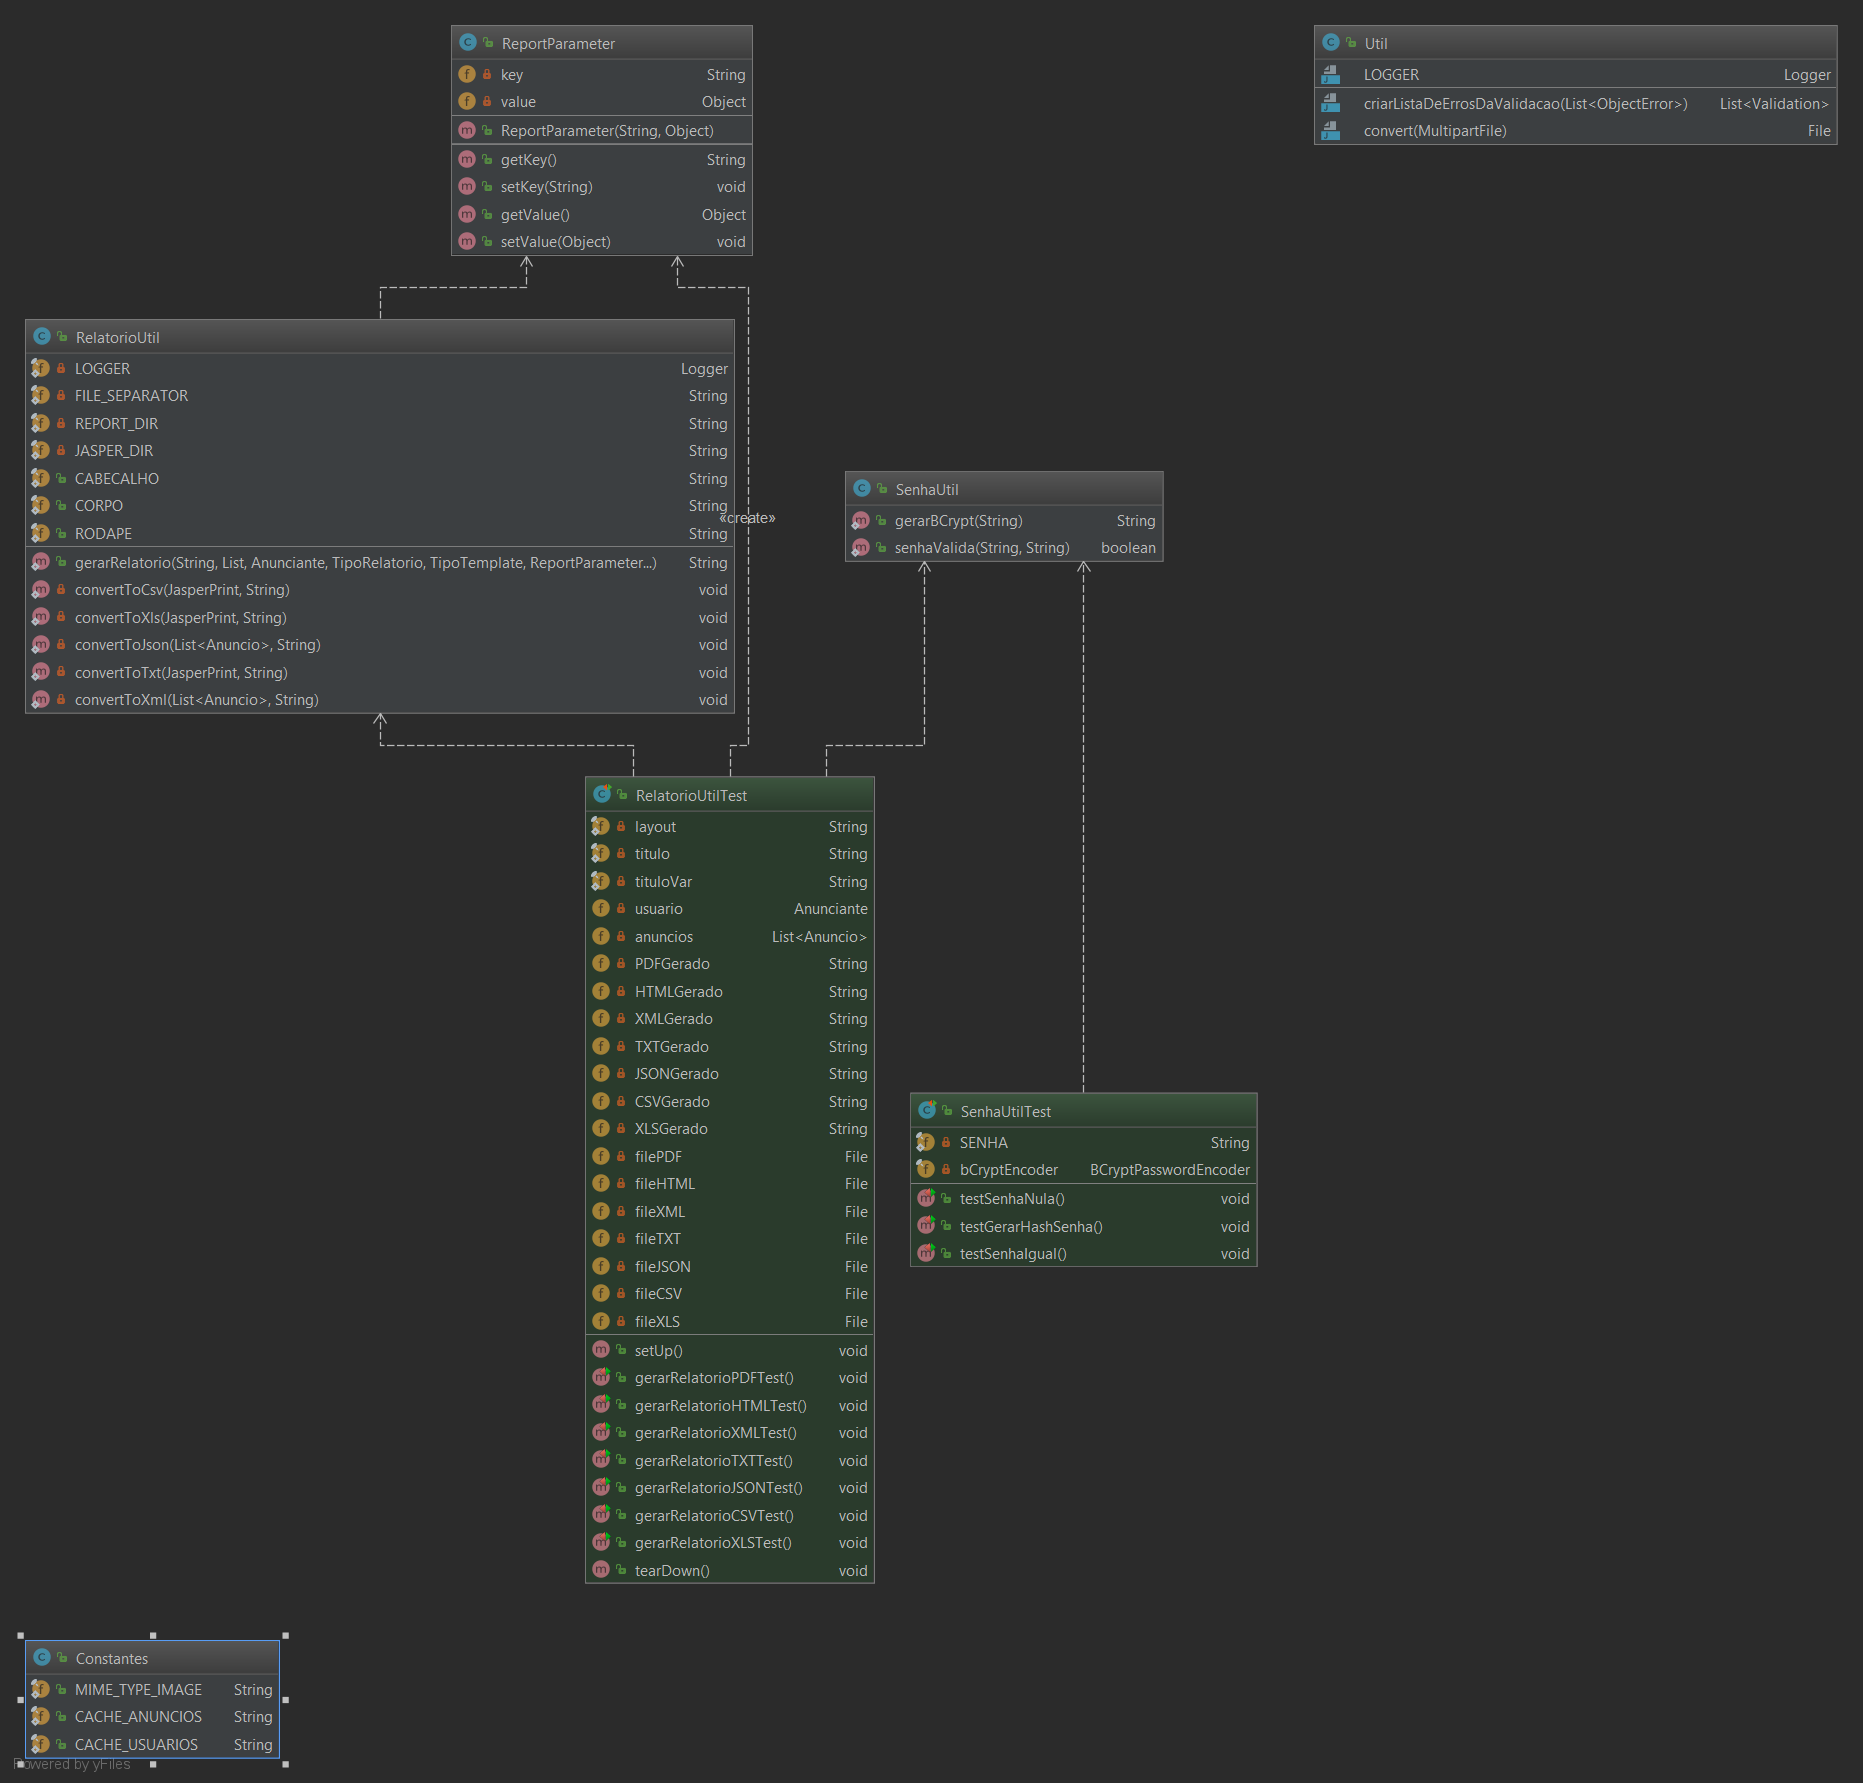 ReportParameter
key String
value Object
ReportParameter(String, Object)
getKey() String
setKey(String) void
getValue() Object
setValue(Object) void
Util
LOGGER Logger
criarListaDeErrosDaValidacao(List<ObjectError>) List<Validation>
convert(MultipartFile) File
RelatorioUtil
LOGGER Logger
FILE_SEPARATOR String
REPORT_DIR String
JASPER_DIR String
CABECALHO String
CORPO String
RODAPE String
gerarRelatorio(String, List, Anunciante, TipoRelatorio, TipoTemplate, ReportParameter...) String
convertToCsv(JasperPrint, String) void
convertToXls(JasperPrint, String) void
convertToJson(List<Anuncio>, String) void
convertToTxt(JasperPrint, String) void
convertToXml(List<Anuncio>, String) void
«create»
SenhaUtil
gerarBCrypt(String) String
senhaValida(String, String) boolean
RelatorioUtilTest
layout String
titulo String
tituloVar String
usuario Anunciante
anuncios List<Anuncio>
PDFGerado String
HTMLGerado String
XMLGerado String
TXTGerado String
JSONGerado String
CSVGerado String
XLSGerado String
filePDF File
fileHTML File
fileXML File
fileTXT File
fileJSON File
fileCSV File
fileXLS File
setUp() void
gerarRelatorioPDFTest() void
gerarRelatorioHTMLTest() void
gerarRelatorioXMLTest() void
gerarRelatorioTXTTest() void
gerarRelatorioJSONTest() void
gerarRelatorioCSVTest() void
gerarRelatorioXLSTest() void
tearDown() void
SenhaUtilTest
SENHA String
bCryptEncoder BCryptPasswordEncoder
testSenhaNula() void
testGerarHashSenha() void
testSenhaIgual() void
Constantes
MIME_TYPE_IMAGE String
CACHE_ANUNCIOS String
CACHE_USUARIOS String
Powered by yFiles